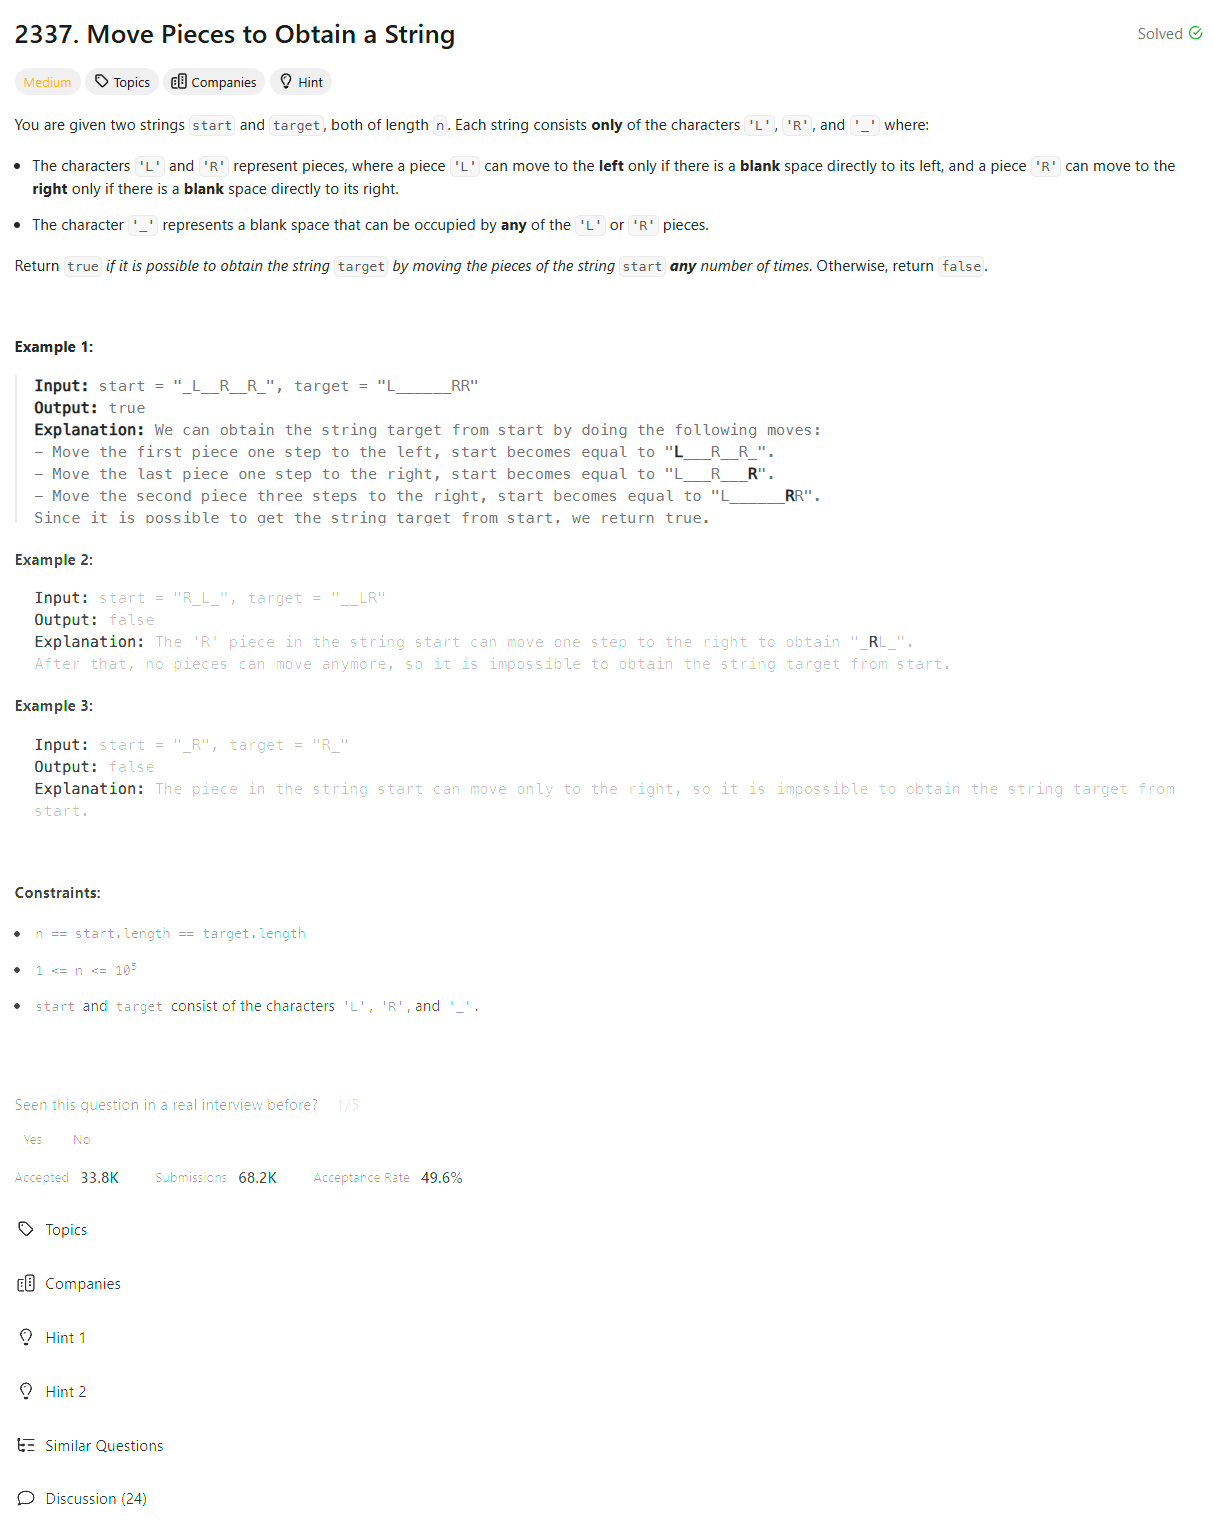 2337. Move Pieces to Obtain a String
Solved
Medium Topics Companies Hint
You are given two strings start and target, both of length n. Each string consists only of the characters 'L', 'R', and '_' where:
The characters 'L' and 'R' represent pieces, where a piece 'L' can move to the left only if there is a blank space directly to its left, and a piece 'R' can move to the
right only if there is a blank space directly to its right.
The character '_' represents a blank space that can be occupied by any of the 'L' or 'R' pieces.
Return true if it is possible to obtain the string target by moving the pieces of the string start any number of times. Otherwise, return false.
Example 1:
Input: start = "_L__R__R_", target = "L______RR"
Output: true
Explanation: We can obtain the string target from start by doing the following moves:
- Move the first piece one step to the left, start becomes equal to "L___R__R_".
- Move the last piece one step to the right, start becomes equal to "L___R___R".
- Move the second piece three steps to the right, start becomes equal to "L______RR".
Since it is possible to get the string target from start, we return true.
Example 2:
Input: start = "R_L_", target = "__LR"
Output: false
Explanation: The 'R' piece in the string start can move one step to the right to obtain "_RL_".
After that, no pieces can move anymore, so it is impossible to obtain the string target from start.
Example 3:
Input: start = "_R", target = "R_"
Output: false
Explanation: The piece in the string start can move only to the right, so it is impossible to obtain the string target from
start.
Constraints:
n == start.length == target.length
1 <= n <= 10⁵
start and target consist of the characters 'L', 'R', and '_'.
Seen this question in a real interview before? 1/5
Yes No
Accepted 33.8K Submissions 68.2K Acceptance Rate 49.6%
Topics
Companies
Hint 1
Hint 2
Similar Questions
Discussion (24)